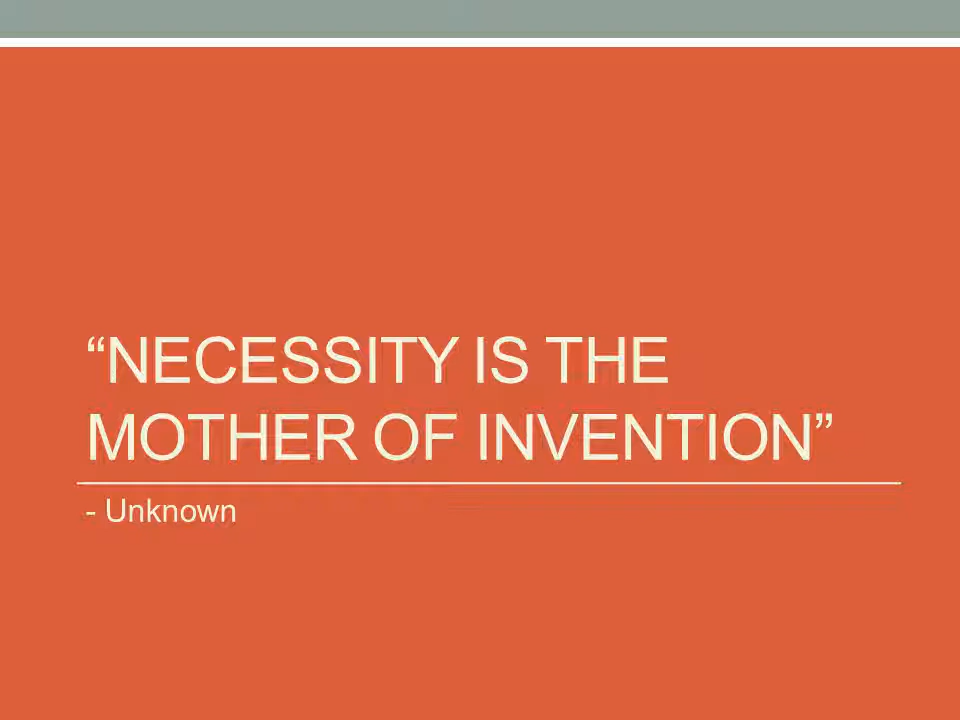 “NECESSITY IS THE
MOTHER OF INVENTION”
- Unknown